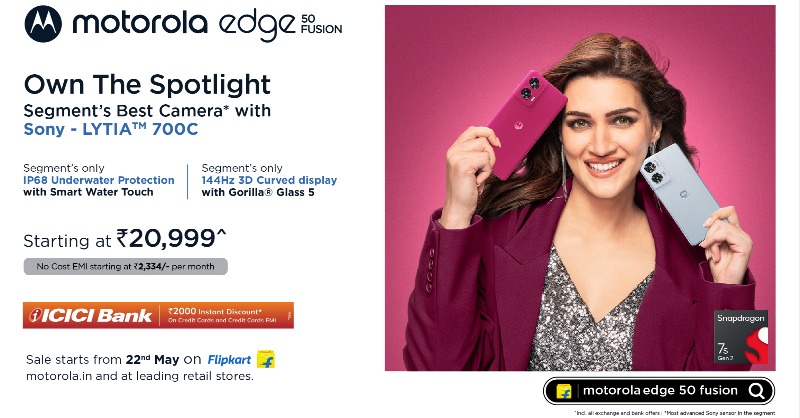 motorola edge 50 FUSION
Own The Spotlight
Segment's Best Camera* with
Sony - LYTIA™ 700C
Segment's only
IP68 Underwater Protection
with Smart Water Touch
Segment's only
144Hz 3D Curved display
with Gorilla® Glass 5
Starting at ₹20,999^
No Cost EMI starting at ₹2,334/- per month
ICICI Bank
₹2000 Instant Discount*
On Credit Cards and Credit Cards EMI
Sale starts from 22nd May on Flipkart
motorola.in and at leading retail stores.
Snapdragon
7s
Gen 2
motorola edge 50 fusion
^Incl. all exchange and bank offers | *Most advanced Sony sensor in the segment